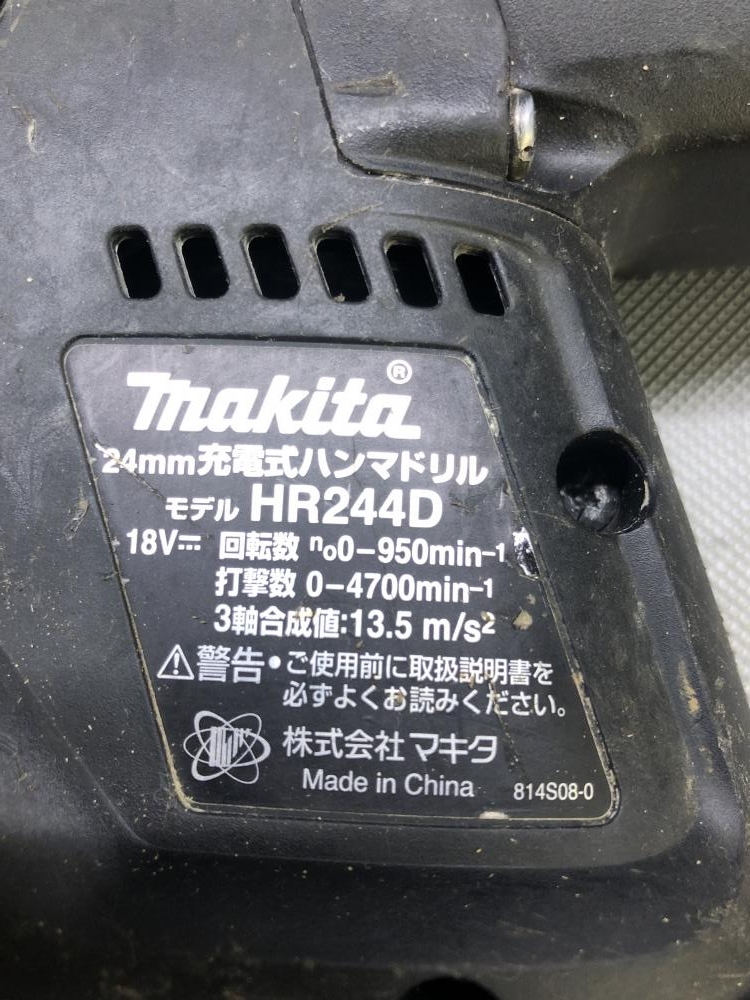 makita®
24mm充電式ハンマドリル
モデル HR244D
18V⎓ 回転数 n₀0−950min⁻¹
打撃数 0−4700min⁻¹
3軸合成値:13.5 m/s²
⚠警告•ご使用前に取扱説明書を
必ずよくお読みください。
株式会社マキタ
Made in China 814S08-0